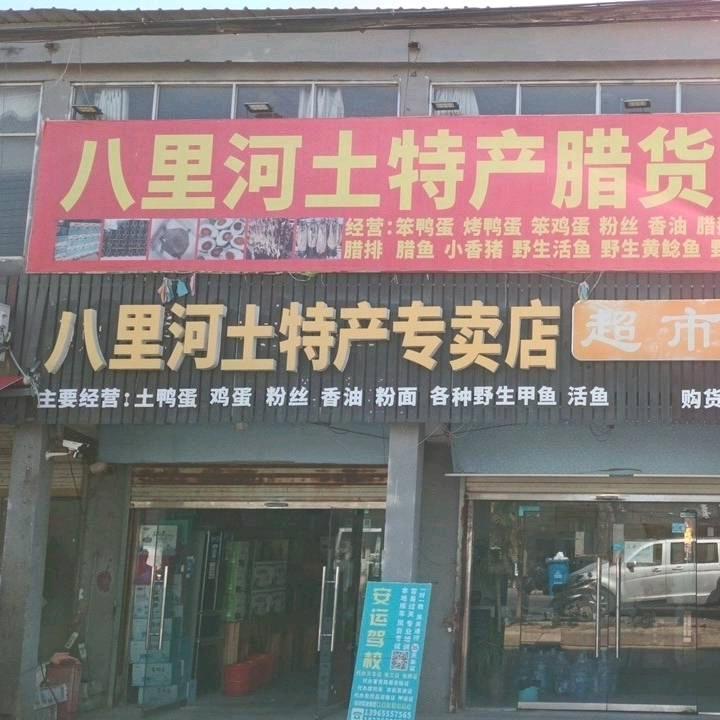 八里河土特产腊货
经营:笨鸭蛋 烤鸭蛋 笨鸡蛋 粉丝 香油 腊
腊排 腊鱼 小香猪 野生活鱼 野生黄鲶鱼
八里河土特产专卖店
超市
主要经营:土鸭蛋 鸡蛋 粉丝 香油 粉面 各种野生甲鱼 活鱼
购货
安运驾校
13965557565